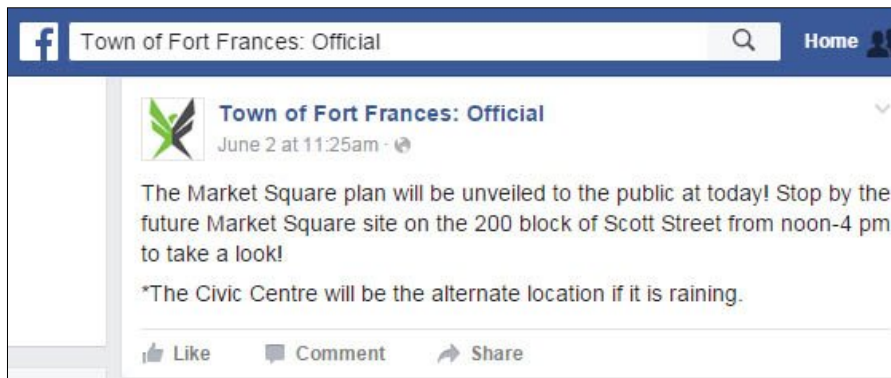 Town of Fort Frances: Official
Home
Town of Fort Frances: Official
June 2 at 11:25am ·
The Market Square plan will be unveiled to the public at today! Stop by the
future Market Square site on the 200 block of Scott Street from noon-4 pm
to take a look!
*The Civic Centre will be the alternate location if it is raining.
Like Comment Share